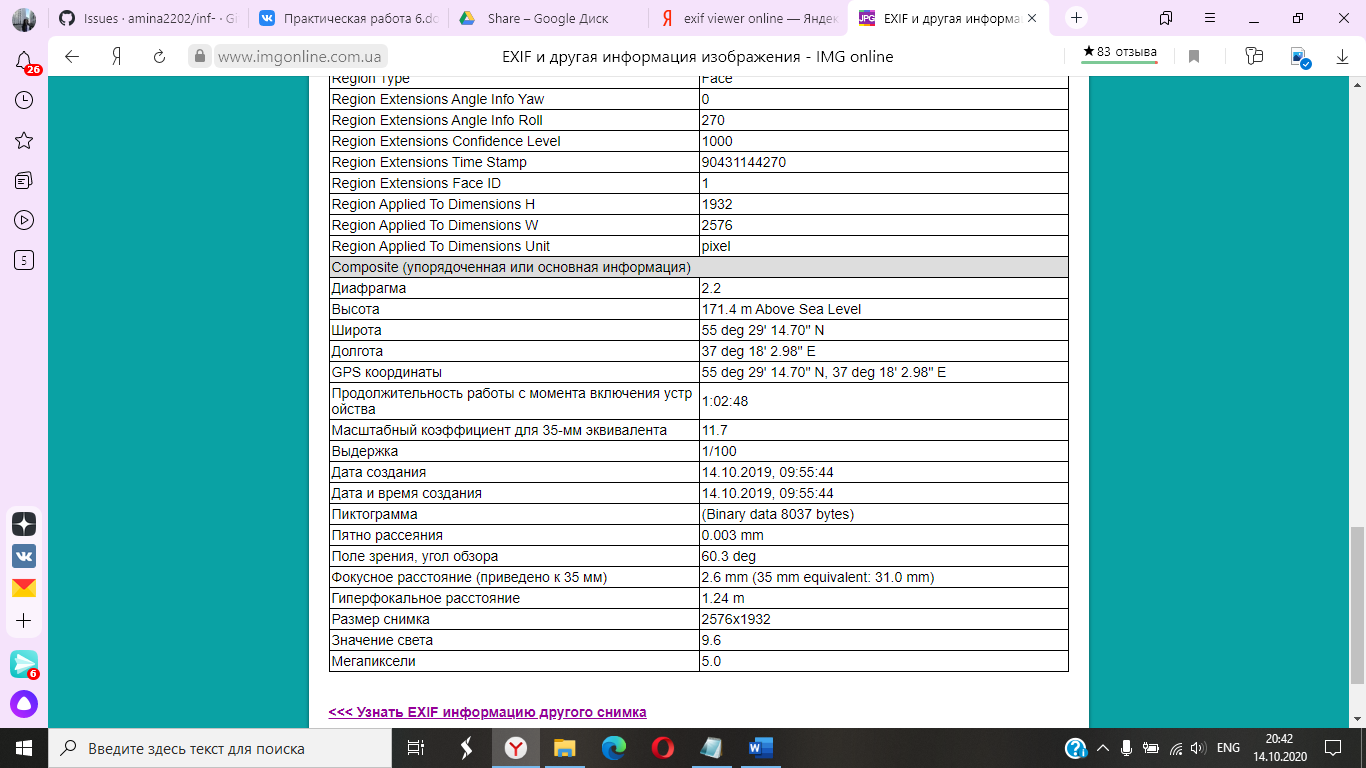 Issues · amina2202/inf- · Gi
Практическая работа 6.do
Share – Google Диск
exif viewer online — Яндек
JPG
EXIF и другая информа
26
www.imgonline.com.ua
EXIF и другая информация изображения - IMG online
★83 отзыва
5
6
Region Type Face
Region Extensions Angle Info Yaw 0
Region Extensions Angle Info Roll 270
Region Extensions Confidence Level 1000
Region Extensions Time Stamp 90431144270
Region Extensions Face ID 1
Region Applied To Dimensions H 1932
Region Applied To Dimensions W 2576
Region Applied To Dimensions Unit pixel
Composite (упорядоченная или основная информация)
Диафрагма 2.2
Высота 171.4 m Above Sea Level
Широта 55 deg 29' 14.70" N
Долгота 37 deg 18' 2.98" E
GPS координаты 55 deg 29' 14.70" N, 37 deg 18' 2.98" E
Продолжительность работы с момента включения устр
ойства 1:02:48
Масштабный коэффициент для 35-мм эквивалента 11.7
Выдержка 1/100
Дата создания 14.10.2019, 09:55:44
Дата и время создания 14.10.2019, 09:55:44
Пиктограмма (Binary data 8037 bytes)
Пятно рассеяния 0.003 mm
Поле зрения, угол обзора 60.3 deg
Фокусное расстояние (приведено к 35 мм) 2.6 mm (35 mm equivalent: 31.0 mm)
Гиперфокальное расстояние 1.24 m
Размер снимка 2576x1932
Значение света 9.6
Мегапиксели 5.0
<<< Узнать EXIF информацию другого снимка
Введите здесь текст для поиска
ENG
20:42
14.10.2020